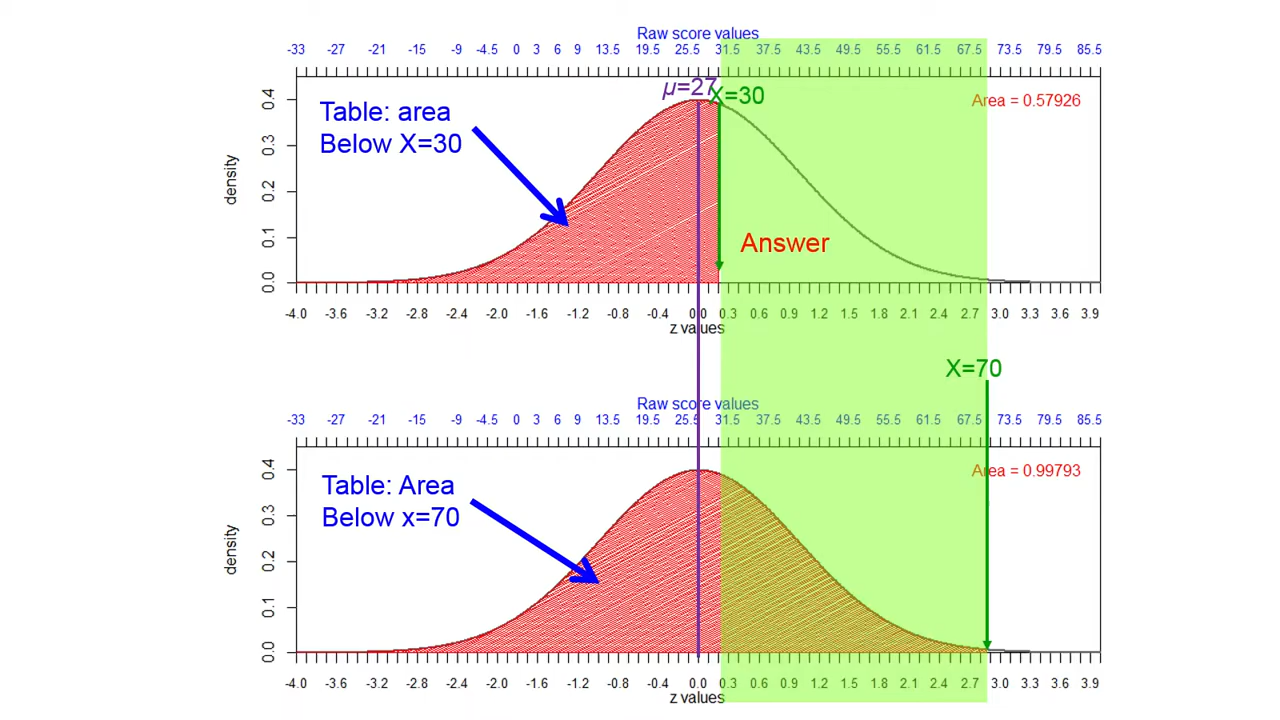 Raw score values
-33 -27 -21 -15 -9 -4.5 0 3 6 9 13.5 19.5 25.5 31.5 37.5 43.5 49.5 55.5 61.5 67.5 73.5 79.5 85.5
μ=27
X=30
Area = 0.57926
Table: area
Below X=30
Answer
density
0.4
0.3
0.2
0.1
0.0
-4.0 -3.6 -3.2 -2.8 -2.4 -2.0 -1.6 -1.2 -0.8 -0.4 0.0 0.3 0.6 0.9 1.2 1.5 1.8 2.1 2.4 2.7 3.0 3.3 3.6 3.9
z values
X=70
Raw score values
-33 -27 -21 -15 -9 -4.5 0 3 6 9 13.5 19.5 25.5 31.5 37.5 43.5 49.5 55.5 61.5 67.5 73.5 79.5 85.5
Area = 0.99793
Table: Area
Below x=70
density
0.4
0.3
0.2
0.1
0.0
-4.0 -3.6 -3.2 -2.8 -2.4 -2.0 -1.6 -1.2 -0.8 -0.4 0.0 0.3 0.6 0.9 1.2 1.5 1.8 2.1 2.4 2.7 3.0 3.3 3.6 3.9
z values